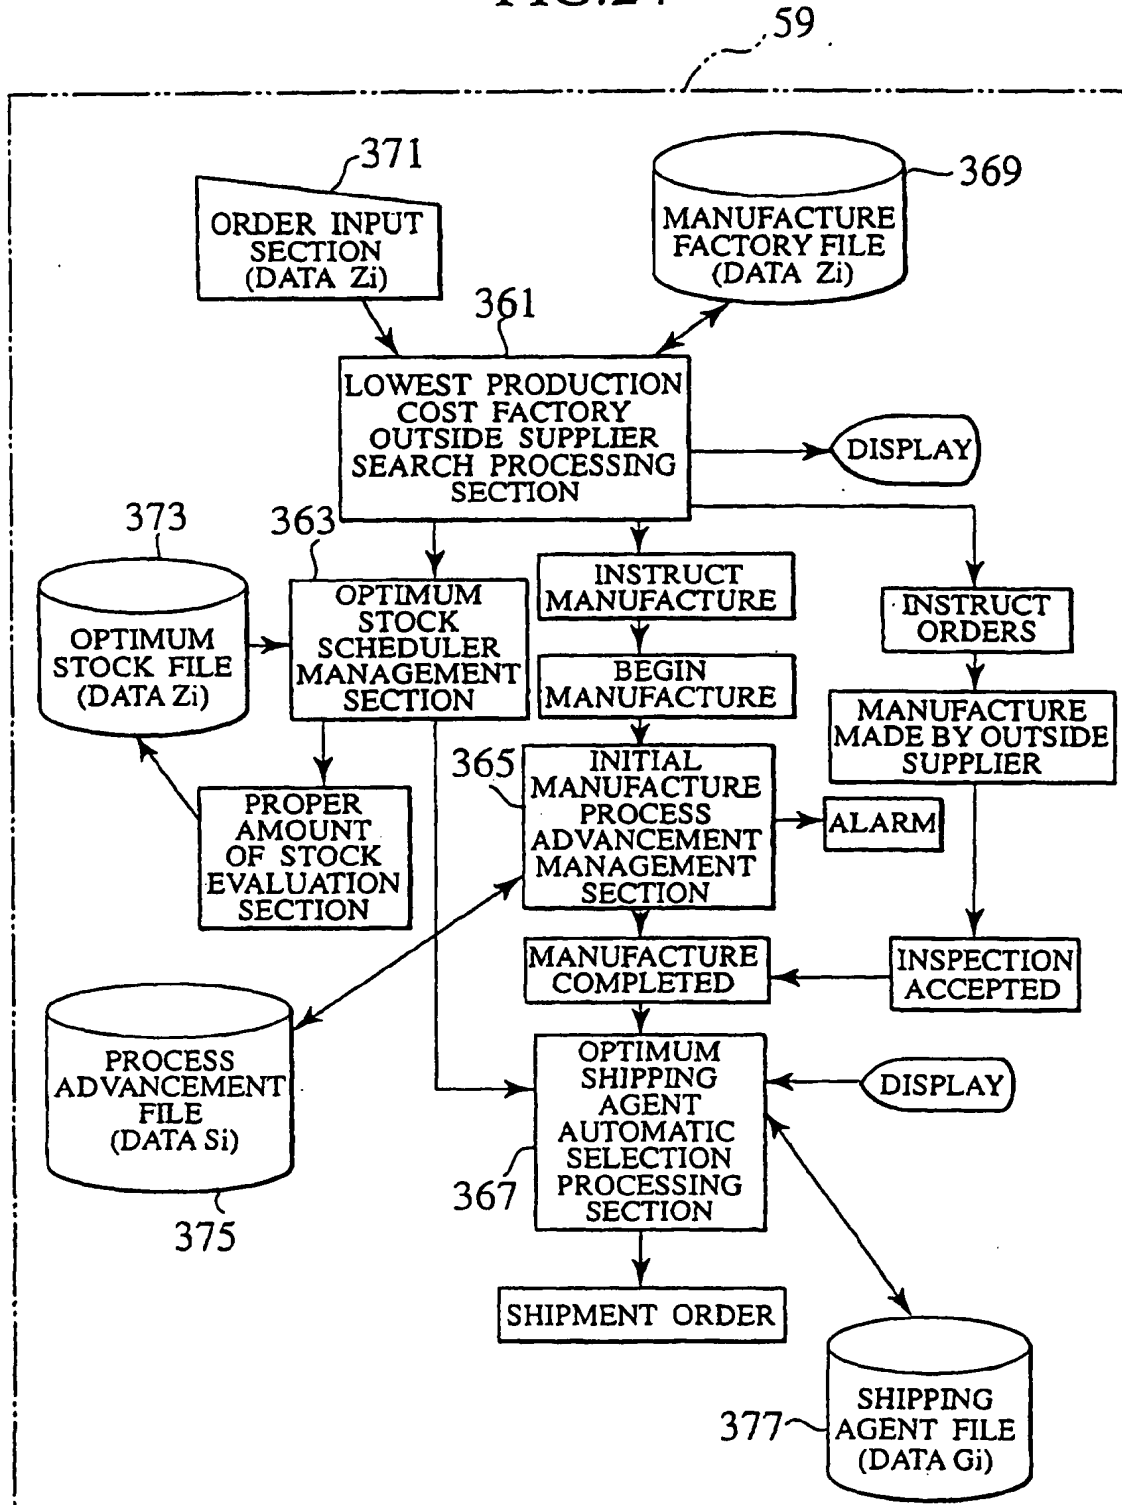 59
371
ORDER INPUT
SECTION
(DATA Zi)
369
MANUFACTURE
FACTORY FILE
(DATA Zi)
361
LOWEST PRODUCTION
COST FACTORY
OUTSIDE SUPPLIER
SEARCH PROCESSING
SECTION
DISPLAY
373
OPTIMUM
STOCK FILE
(DATA Zi)
363
OPTIMUM
STOCK
SCHEDULER
MANAGEMENT
SECTION
INSTRUCT
MANUFACTURE
INSTRUCT
ORDERS
BEGIN
MANUFACTURE
MANUFACTURE
MADE BY OUTSIDE
SUPPLIER
PROPER
AMOUNT
OF STOCK
EVALUATION
SECTION
365
INITIAL
MANUFACTURE
PROCESS
ADVANCEMENT
MANAGEMENT
SECTION
ALARM
MANUFACTURE
COMPLETED
INSPECTION
ACCEPTED
PROCESS
ADVANCEMENT
FILE
(DATA Si)
375
OPTIMUM
SHIPPING
AGENT
AUTOMATIC
SELECTION
PROCESSING
SECTION
367
DISPLAY
SHIPMENT ORDER
377
SHIPPING
AGENT FILE
(DATA Gi)